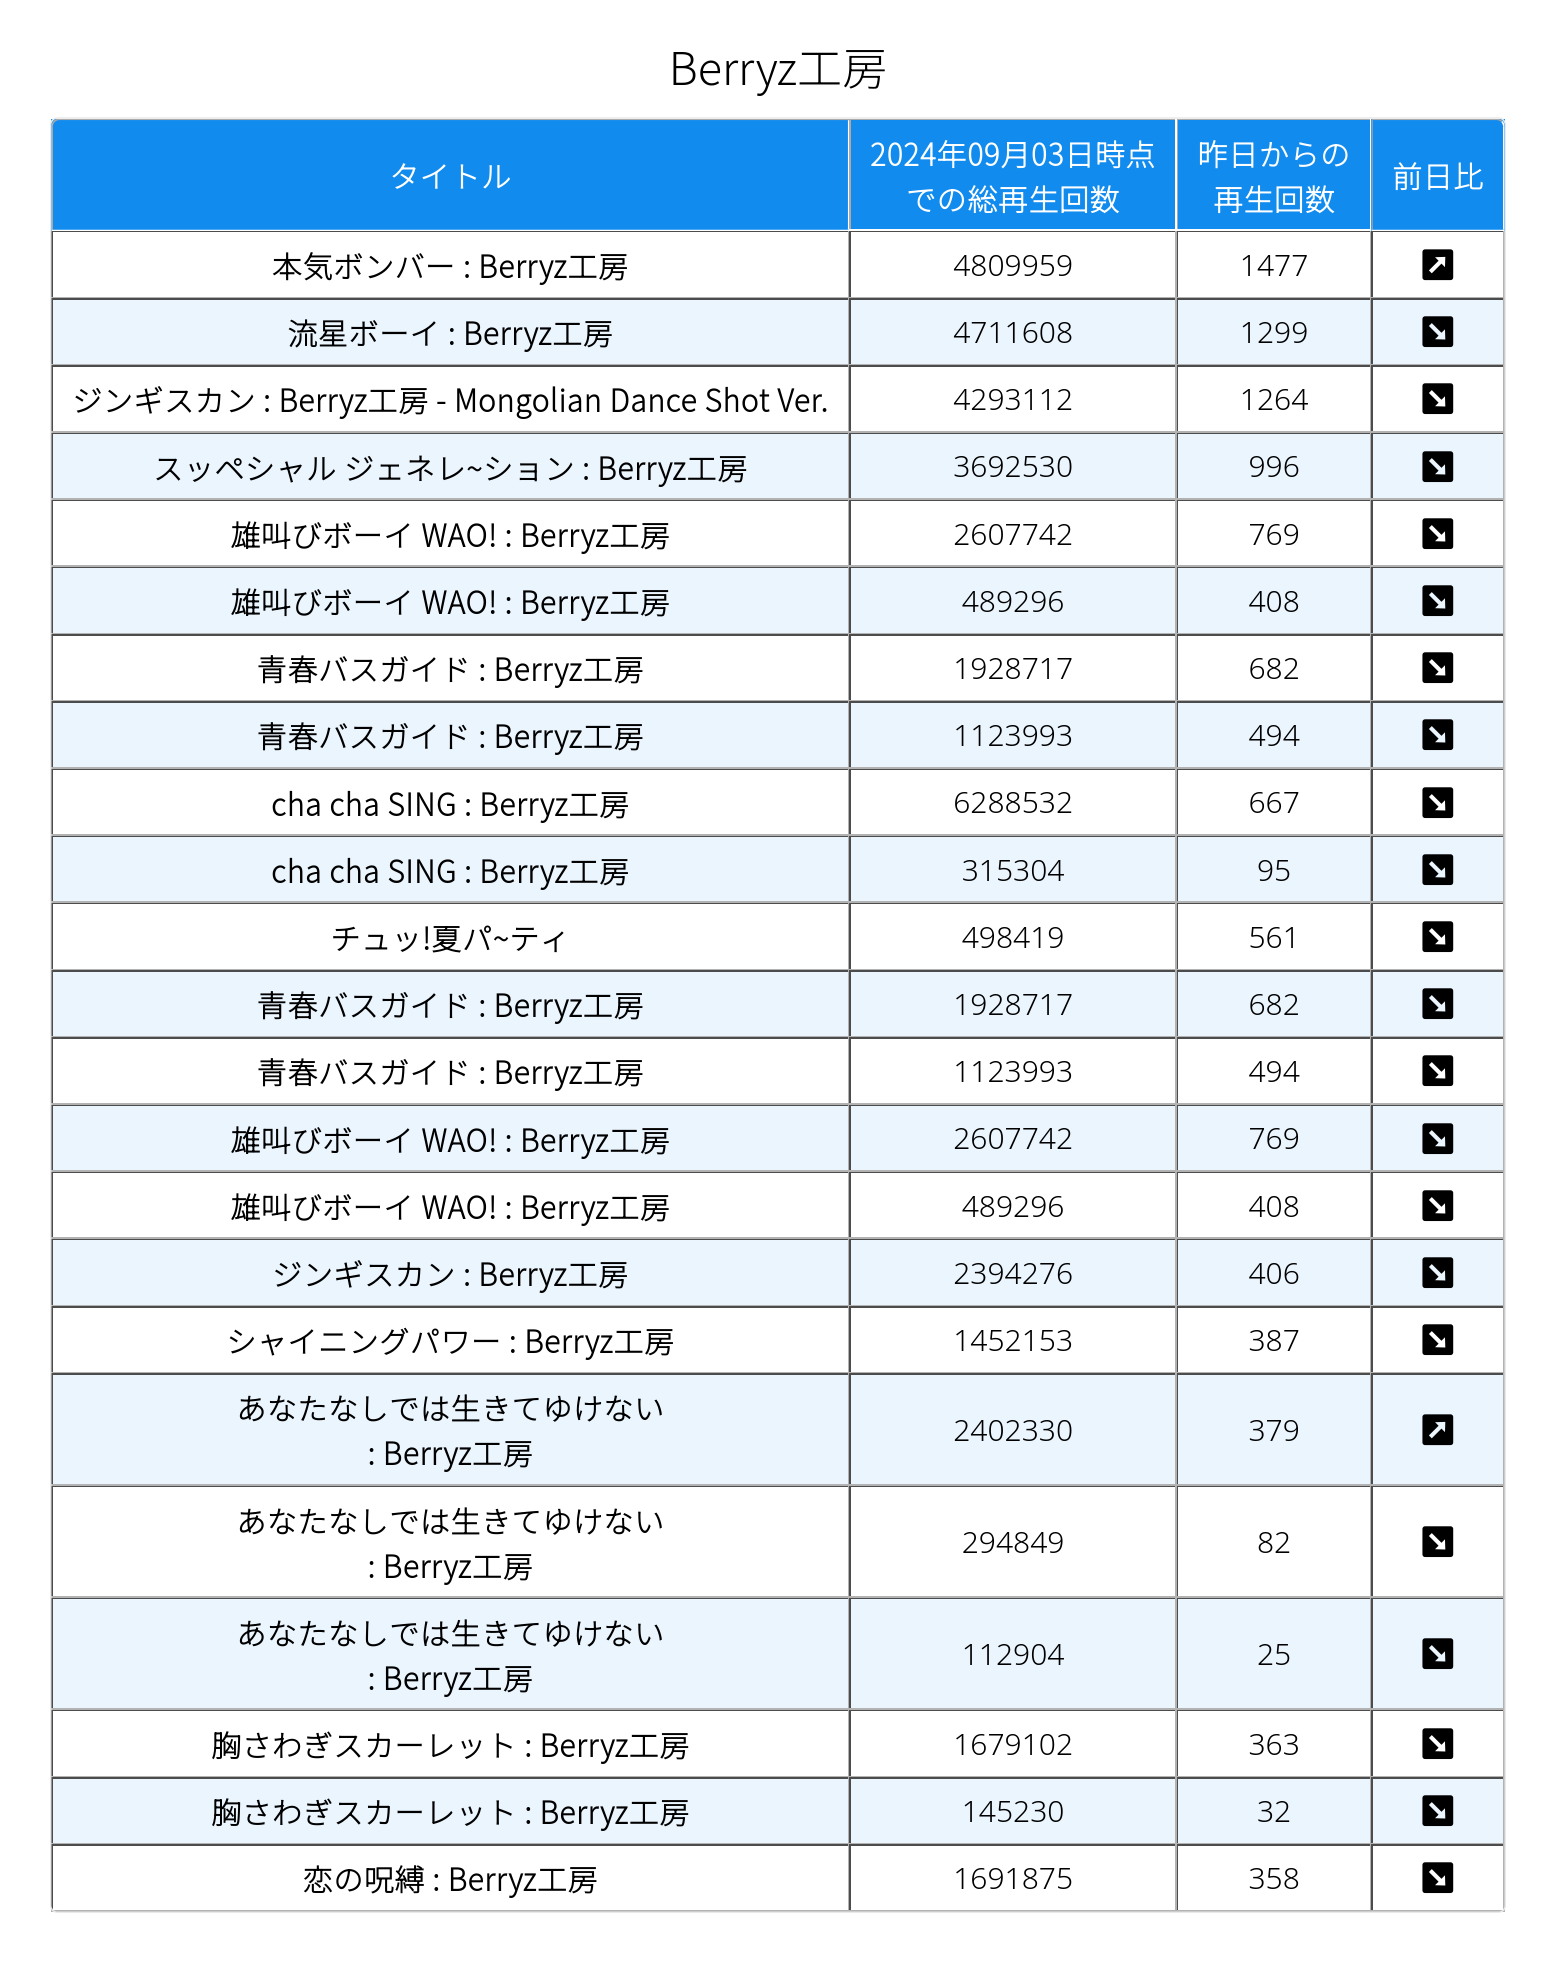 Berryz工房
タイトル
2024年09月03日時点
での総再生回数
昨日からの
再生回数
前日比
本気ボンバー : Berryz工房 4809959 1477
流星ボーイ : Berryz工房 4711608 1299
ジンギスカン : Berryz工房 - Mongolian Dance Shot Ver. 4293112 1264
スッペシャル ジェネレ~ション : Berryz工房 3692530 996
雄叫びボーイ WAO! : Berryz工房 2607742 769
雄叫びボーイ WAO! : Berryz工房 489296 408
青春バスガイド : Berryz工房 1928717 682
青春バスガイド : Berryz工房 1123993 494
cha cha SING : Berryz工房 6288532 667
cha cha SING : Berryz工房 315304 95
チュッ!夏パ~ティ 498419 561
青春バスガイド : Berryz工房 1928717 682
青春バスガイド : Berryz工房 1123993 494
雄叫びボーイ WAO! : Berryz工房 2607742 769
雄叫びボーイ WAO! : Berryz工房 489296 408
ジンギスカン : Berryz工房 2394276 406
シャイニングパワー : Berryz工房 1452153 387
あなたなしでは生きてゆけない
: Berryz工房 2402330 379
あなたなしでは生きてゆけない
: Berryz工房 294849 82
あなたなしでは生きてゆけない
: Berryz工房 112904 25
胸さわぎスカーレット : Berryz工房 1679102 363
胸さわぎスカーレット : Berryz工房 145230 32
恋の呪縛 : Berryz工房 1691875 358